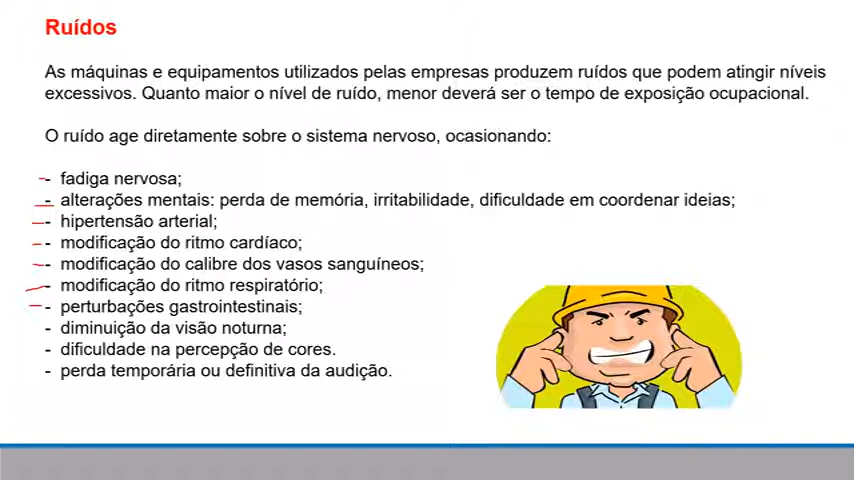 Ruídos
As máquinas e equipamentos utilizados pelas empresas produzem ruídos que podem atingir níveis
excessivos. Quanto maior o nível de ruído, menor deverá ser o tempo de exposição ocupacional.
O ruído age diretamente sobre o sistema nervoso, ocasionando:
- fadiga nervosa;
- alterações mentais: perda de memória, irritabilidade, dificuldade em coordenar ideias;
- hipertensão arterial;
- modificação do ritmo cardíaco;
- modificação do calibre dos vasos sanguíneos;
- modificação do ritmo respiratório;
- perturbações gastrointestinais;
- diminuição da visão noturna;
- dificuldade na percepção de cores.
- perda temporária ou definitiva da audição.